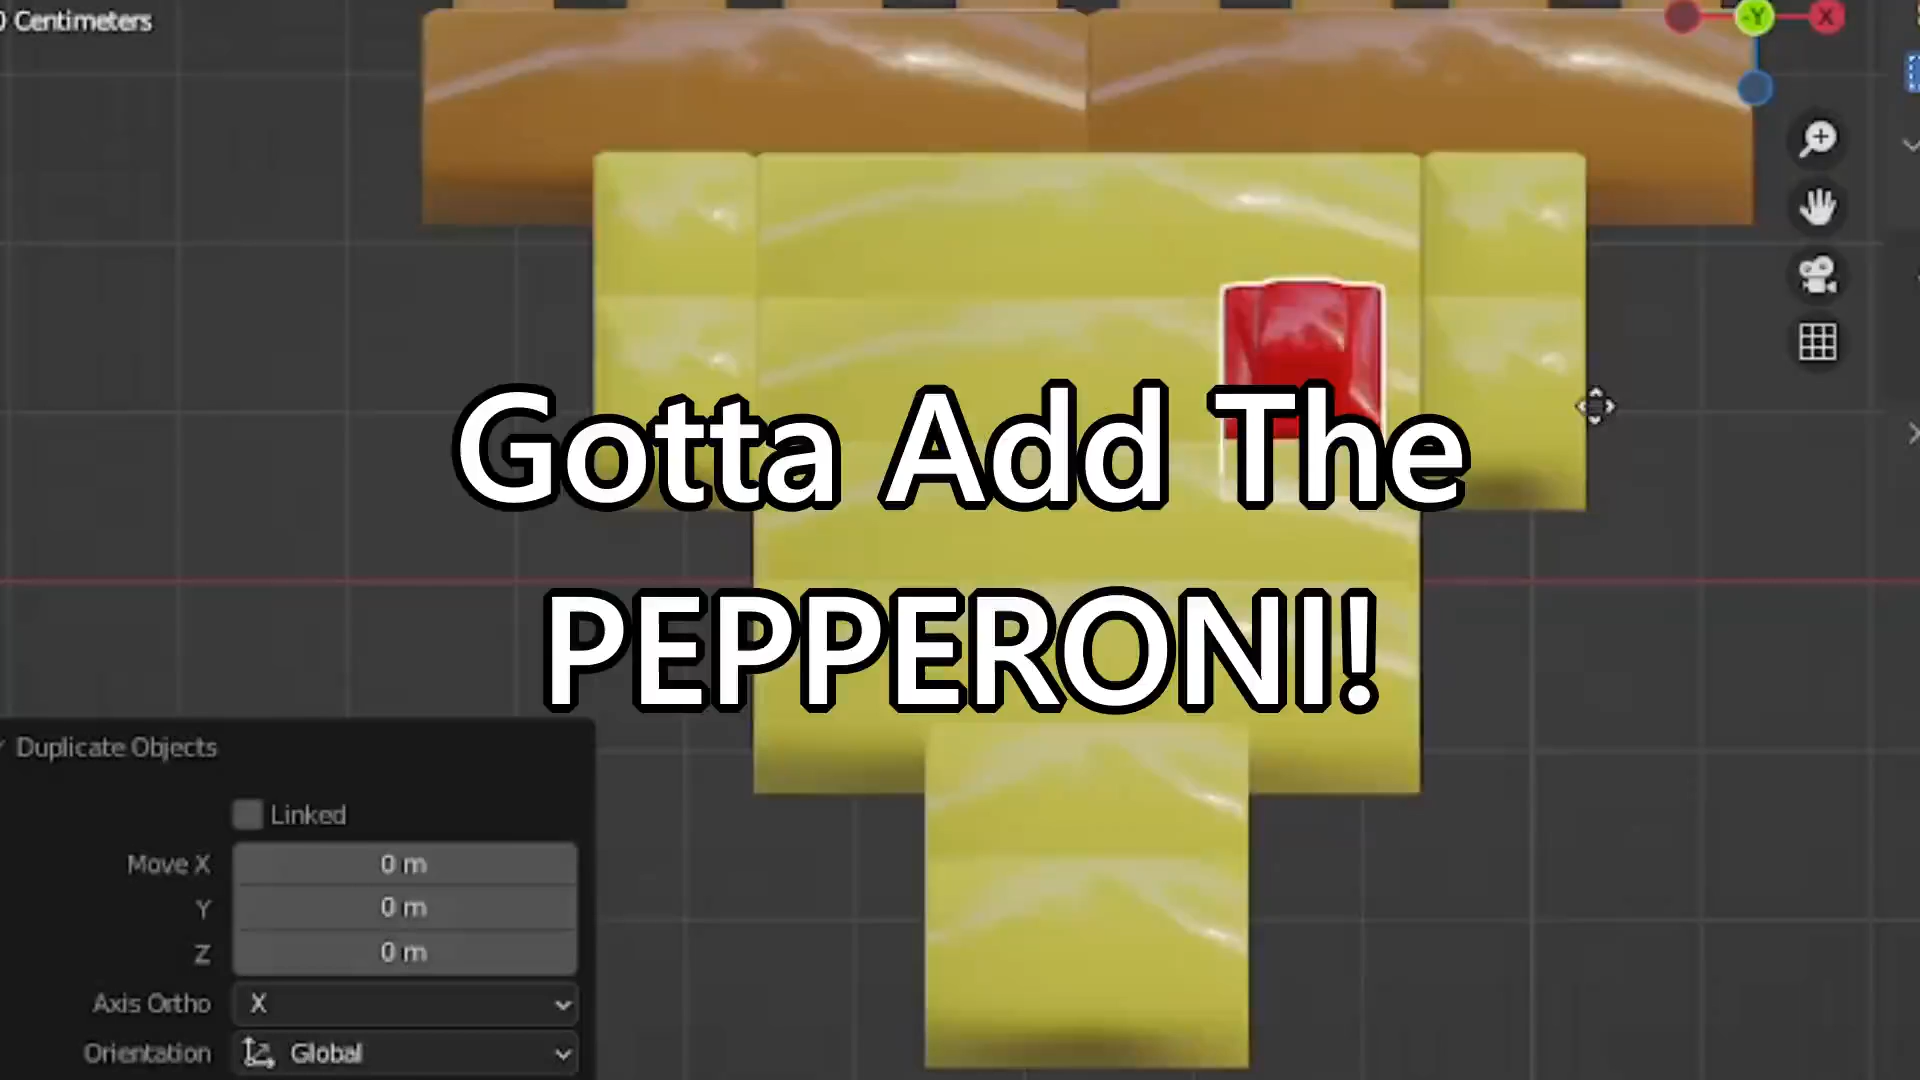 Centimeters
-Y
X
Gotta Add The
PEPPERONI!
Duplicate Objects
Linked
Move X
0 m
Y
0 m
Z
0 m
Axis Ortho
X
Orientation
Global